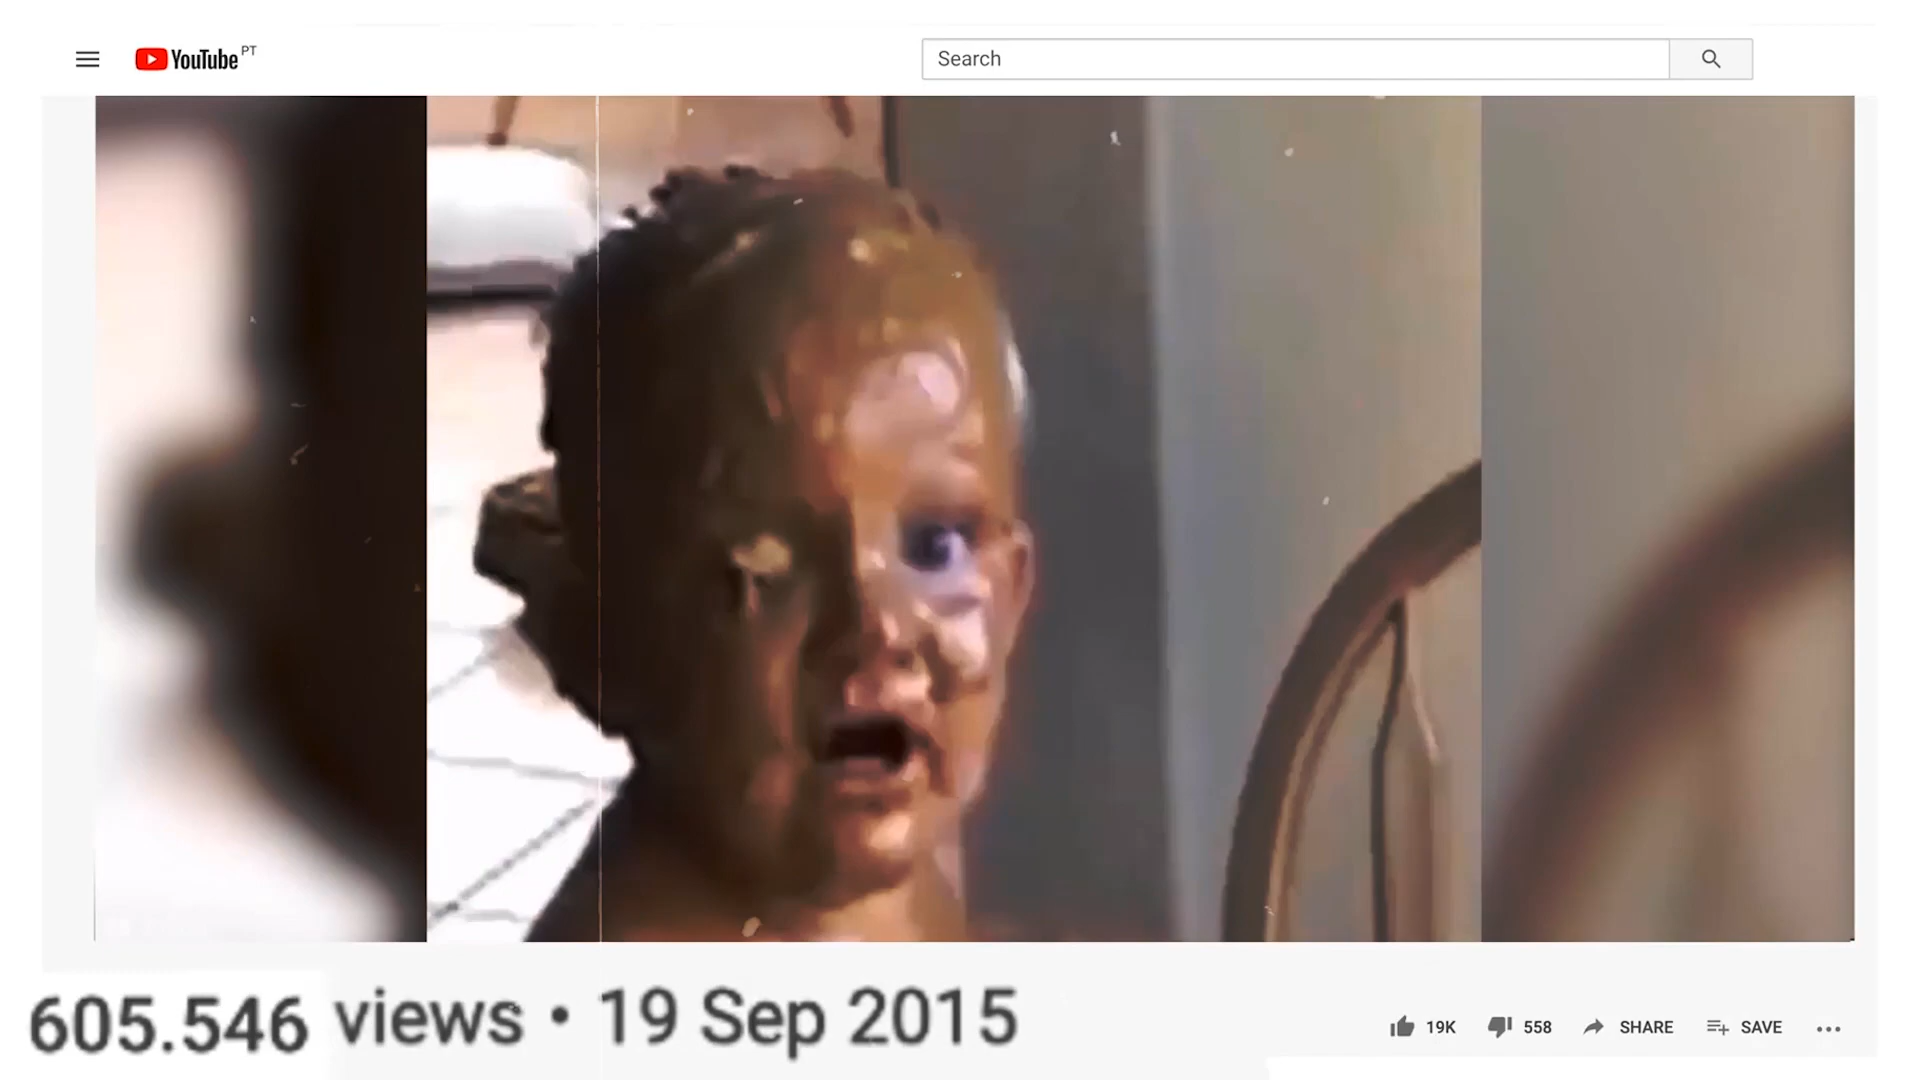 YouTube PT
Search
605.546 views • 19 Sep 2015
19K 558 SHARE SAVE